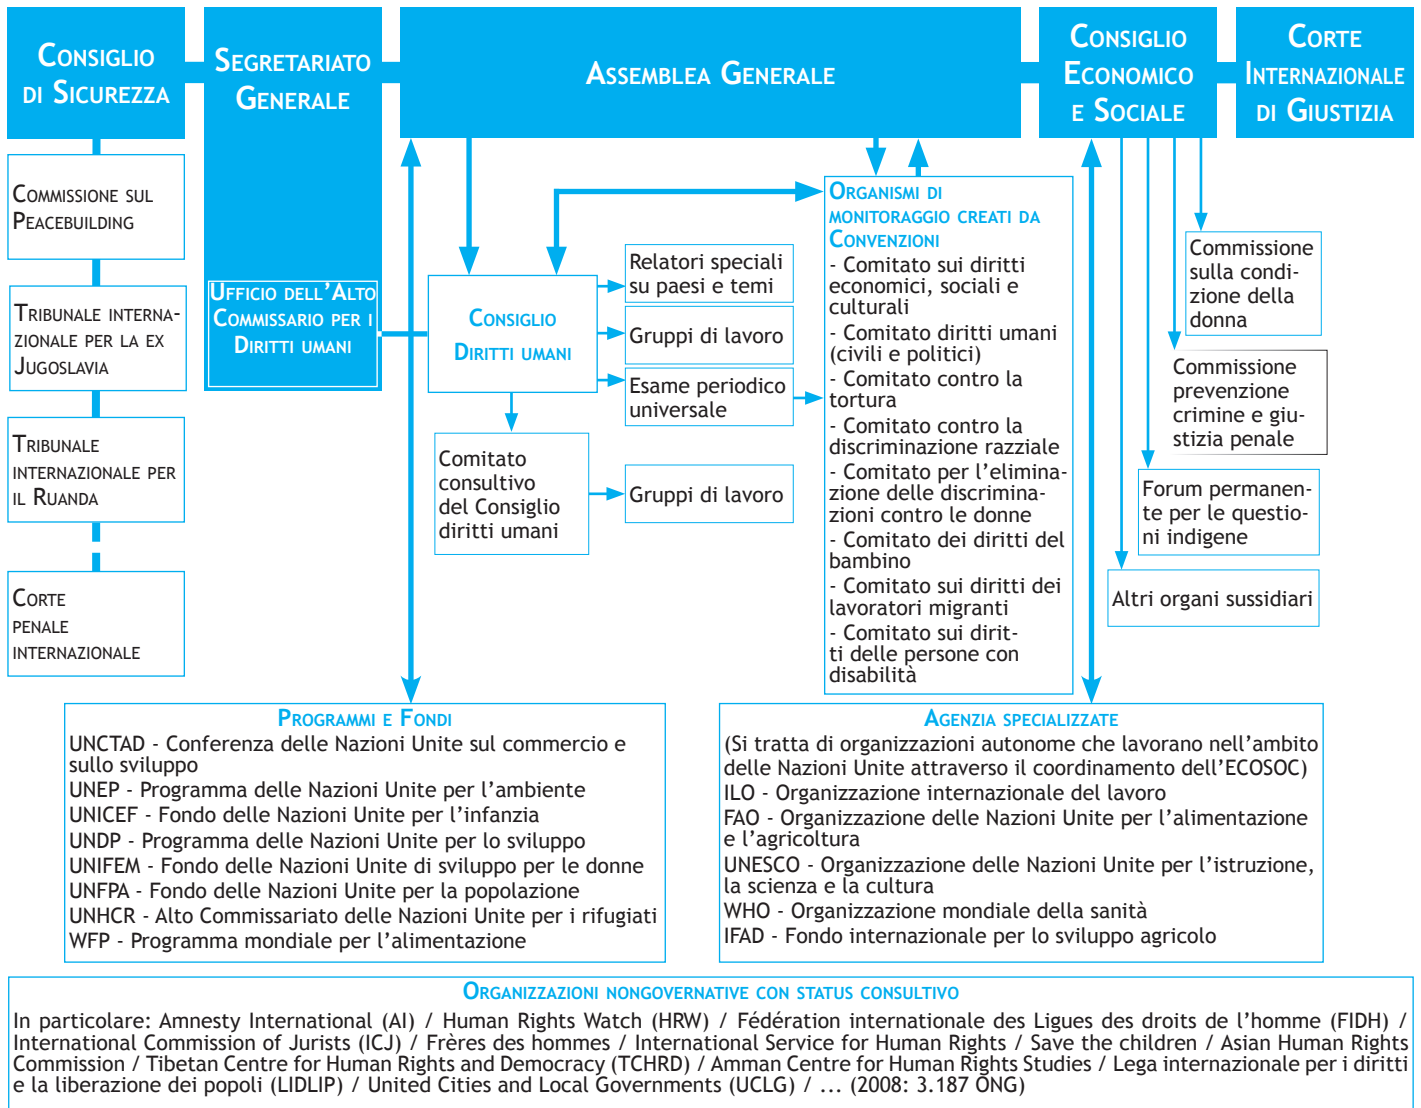 CONSIGLIO
DI SICUREZZA
SEGRETARIATO
GENERALE
ASSEMBLEA GENERALE
CONSIGLIO
ECONOMICO
E SOCIALE
CORTE
INTERNAZIONALE
DI GIUSTIZIA
COMMISSIONE SUL
PEACEBUILDING
TRIBUNALE INTERNA-
ZIONALE PER LA EX
JUGOSLAVIA
TRIBUNALE
INTERNAZIONALE PER
IL RUANDA
CORTE
PENALE
INTERNAZIONALE
UFFICIO DELL'ALTO
COMMISSARIO PER I
DIRITTI UMANI
CONSIGLIO
DIRITTI UMANI
Relatori speciali
su paesi e temi
Gruppi di lavoro
Esame periodico
universale
Comitato
consultivo
del Consiglio
diritti umani
Gruppi di lavoro
ORGANISMI DI
MONITORAGGIO CREATI DA
CONVENZIONI
- Comitato sui diritti
economici, sociali e
culturali
- Comitato diritti umani
(civili e politici)
- Comitato contro la
tortura
- Comitato contro la
discriminazione razziale
- Comitato per l'elimina-
zione delle discrimina-
zioni contro le donne
- Comitato dei diritti del
bambino
- Comitato sui diritti dei
lavoratori migranti
- Comitato sui dirit-
ti delle persone con
disabilità
Commissione
sulla condi-
zione della
donna
Commissione
prevenzione
crimine e giu-
stizia penale
Forum permanen-
te per le questio-
ni indigene
Altri organi sussidiari
PROGRAMMI E FONDI
UNCTAD - Conferenza delle Nazioni Unite sul commercio e
sullo sviluppo
UNEP - Programma delle Nazioni Unite per l'ambiente
UNICEF - Fondo delle Nazioni Unite per l'infanzia
UNDP - Programma delle Nazioni Unite per lo sviluppo
UNIFEM - Fondo delle Nazioni Unite di sviluppo per le donne
UNFPA - Fondo delle Nazioni Unite per la popolazione
UNHCR - Alto Commissariato delle Nazioni Unite per i rifugiati
WFP - Programma mondiale per l'alimentazione
AGENZIA SPECIALIZZATE
(Si tratta di organizzazioni autonome che lavorano nell'ambito
delle Nazioni Unite attraverso il coordinamento dell'ECOSOC)
ILO - Organizzazione internazionale del lavoro
FAO - Organizzazione delle Nazioni Unite per l'alimentazione
e l'agricoltura
UNESCO - Organizzazione delle Nazioni Unite per l'istruzione,
la scienza e la cultura
WHO - Organizzazione mondiale della sanità
IFAD - Fondo internazionale per lo sviluppo agricolo
ORGANIZZAZIONI NONGOVERNATIVE CON STATUS CONSULTIVO
In particolare: Amnesty International (AI) / Human Rights Watch (HRW) / Fédération internationale des Ligues des droits de l'homme (FIDH) /
International Commission of Jurists (ICJ) / Frères des hommes / International Service for Human Rights / Save the children / Asian Human Rights
Commission / Tibetan Centre for Human Rights and Democracy (TCHRD) / Amman Centre for Human Rights Studies / Lega internazionale per i diritti
e la liberazione dei popoli (LIDLIP) / United Cities and Local Governments (UCLG) / ... (2008: 3.187 ONG)